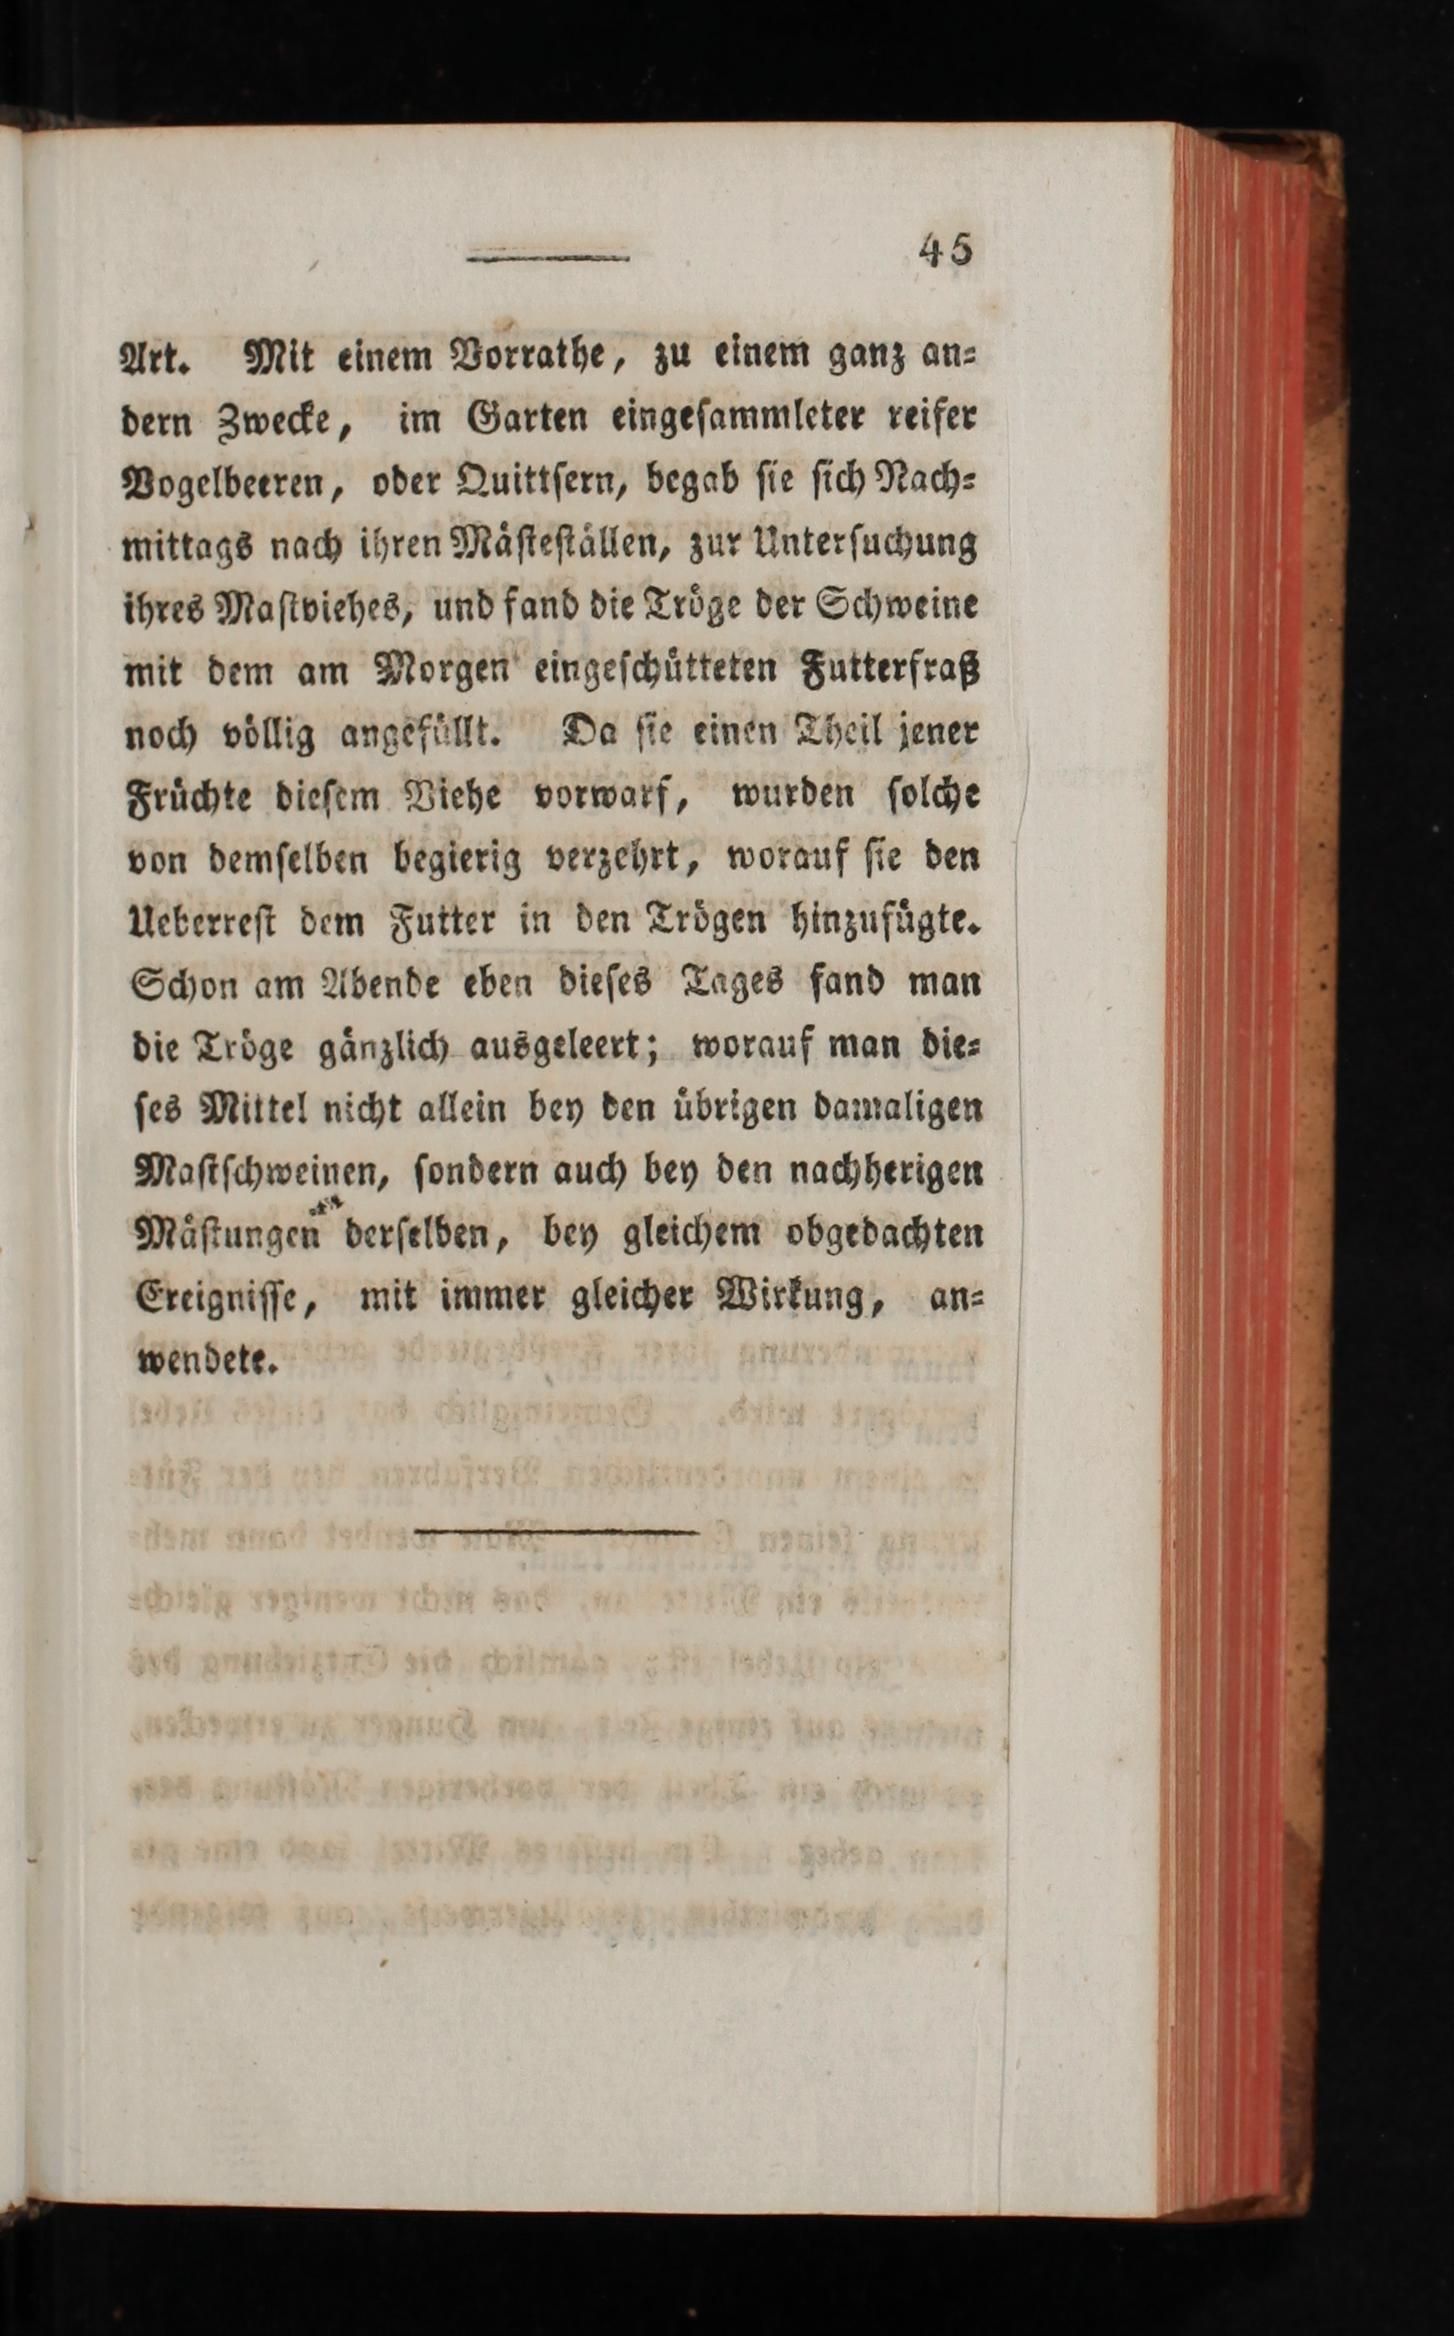 45
Art. Mit einem Vorrathe, zu einem ganz an-
dern Zwecke, im Garten eingesammleter reifer
Vogelbeeren, oder Quittsern, begab sie sich Nach-
mittags nach ihren Mästeställen, zur Untersuchung
ihres Mastviehes, und fand die Tröge der Schweine
mit dem am Morgen eingeschütteten Futterfraß
noch völlig angefüllt. Da sie einen Theil jener
Früchte diesem Viehe vorwarf, wurden solche
von demselben begierig verzehrt, worauf sie den
Ueberrest dem Futter in den Trögen hinzufügte.
Schon am Abende eben dieses Tages fand man
die Tröge gänzlich ausgeleert; worauf man die-
ses Mittel nicht allein bey den übrigen damaligen
Mastschweinen, sondern auch bey den nachherigen
Mästungen derselben, bey gleichem obgedachten
Ereignisse, mit immer gleicher Wirkung, an-
wendete.